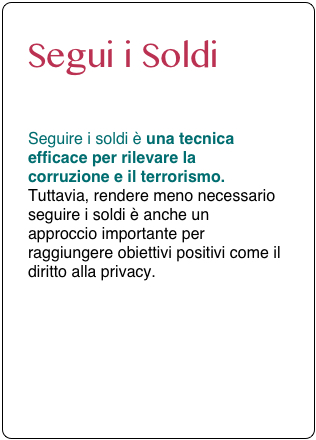 Segui i Soldi
Seguire i soldi è una tecnica
efficace per rilevare la
corruzione e il terrorismo.
Tuttavia, rendere meno necessario
seguire i soldi è anche un
approccio importante per
raggiungere obiettivi positivi come il
diritto alla privacy.